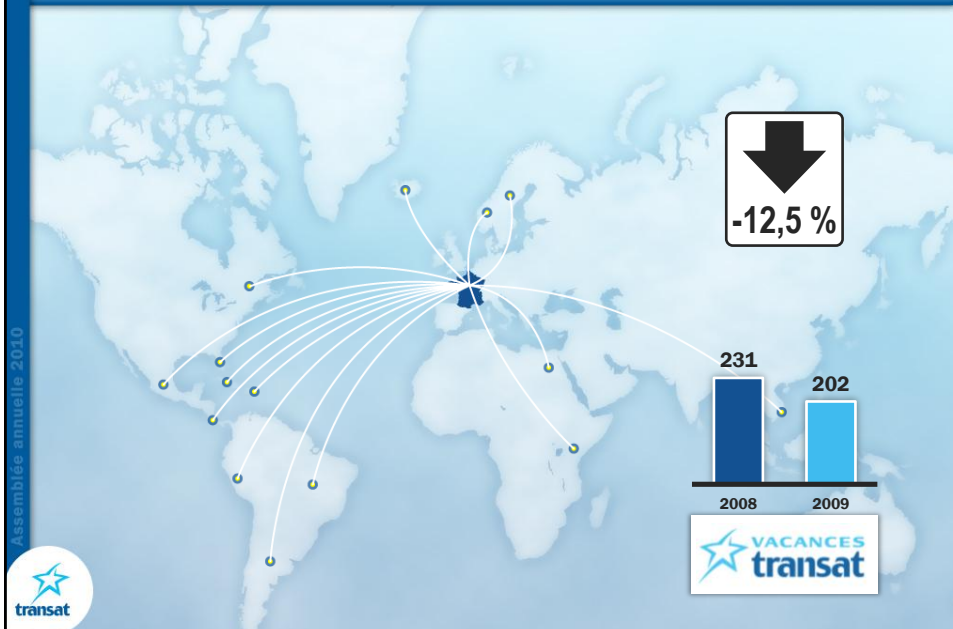 Assemblée annuelle 2010
-12,5 %
231
202
2008
2009
VACANCES
transat
transat